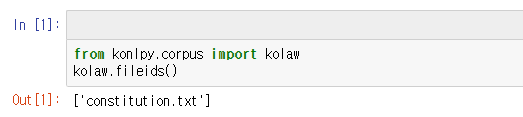 In [1]:
from konlpy.corpus import kolaw
kolaw.fileids()
Out[1]: ['constitution.txt']